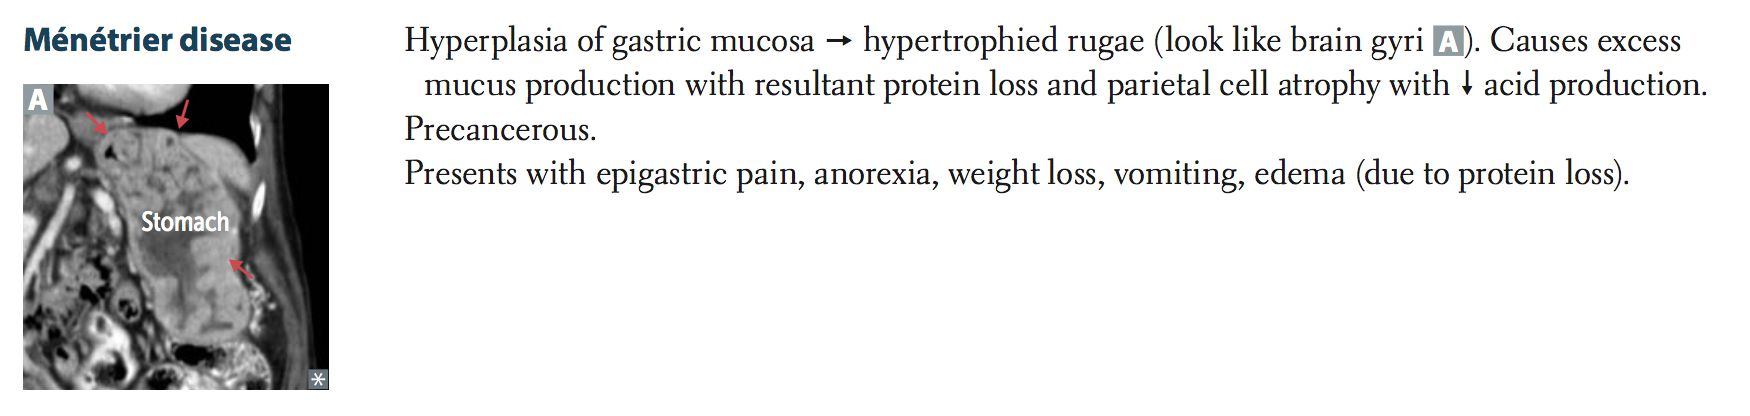 Ménétrier disease
A
Stomach
*
Hyperplasia of gastric mucosa → hypertrophied rugae (look like brain gyri A). Causes excess
mucus production with resultant protein loss and parietal cell atrophy with ↓ acid production.
Precancerous.
Presents with epigastric pain, anorexia, weight loss, vomiting, edema (due to protein loss).